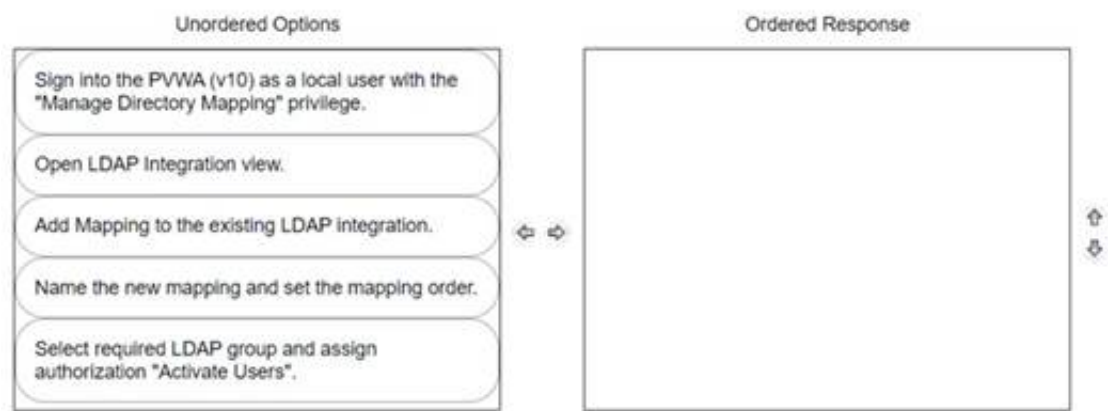 Unordered Options
Ordered Response
Sign into the PVWA (v10) as a local user with the
"Manage Directory Mapping" privilege.
Open LDAP Integration view.
Add Mapping to the existing LDAP integration.
Name the new mapping and set the mapping order.
Select required LDAP group and assign
authorization "Activate Users".